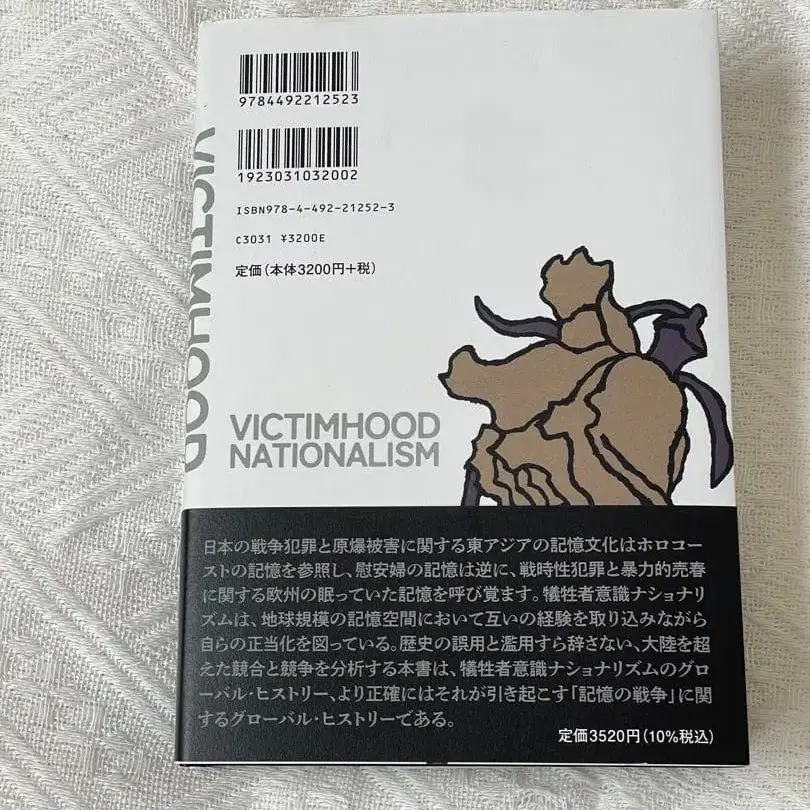 9784492212523
1923031032002
ISBN978-4-492-21252-3
C3031 ¥3200E
定価(本体3200円+税)
VICTIMHOOD
VICTIMHOOD
NATIONALISM
日本の戦争犯罪と原爆被害に関する東アジアの記憶文化はホロコー
ストの記憶を参照し、慰安婦の記憶は逆に、戦時性犯罪と暴力的売春
に関する欧州の眠っていた記憶を呼び覚ます。犠牲者意識ナショナリ
ズムは、地球規模の記憶空間において互いの経験を取り込みながら
自らの正当化を図っている。歴史の誤用と濫用すら辞さない、大陸を超
えた競合と競争を分析する本書は、犠牲者意識ナショナリズムのグロ
ーバル・ヒストリー、より正確にはそれが引き起こす「記憶の戦争」に関
するグローバル・ヒストリーである。
定価3520円(10%税込)